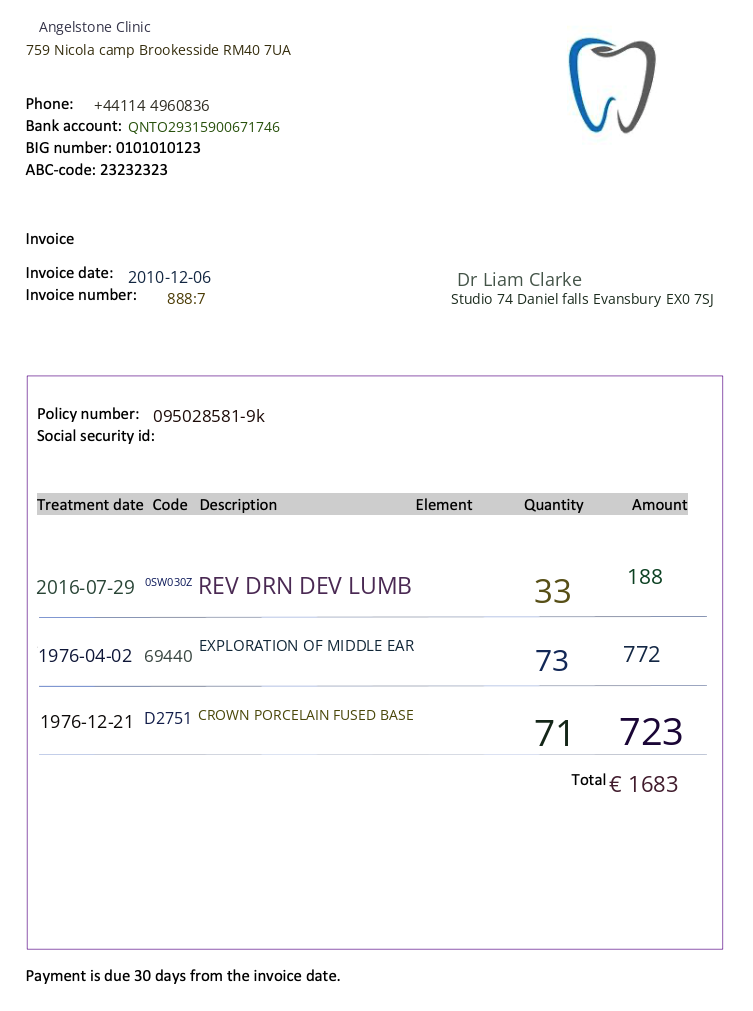 Angelstone Clinic
759 Nicola camp Brookesside RM40 7UA
Phone: +44114 4960836
Bank account: QNTO29315900671746
BIG number: 0101010123
ABC-code: 23232323
Invoice
Invoice date: 2010-12-06
Invoice number: 888:7
Dr Liam Clarke
Studio 74 Daniel falls Evansbury EX0 7SJ
Policy number: 095028581-9k
Social security id:
Treatment date Code Description Element Quantity Amount
2016-07-29 0SW030Z REV DRN DEV LUMB 33 188
1976-04-02 69440 EXPLORATION OF MIDDLE EAR 73 772
1976-12-21 D2751 CROWN PORCELAIN FUSED BASE 71 723
Total € 1683
Payment is due 30 days from the invoice date.